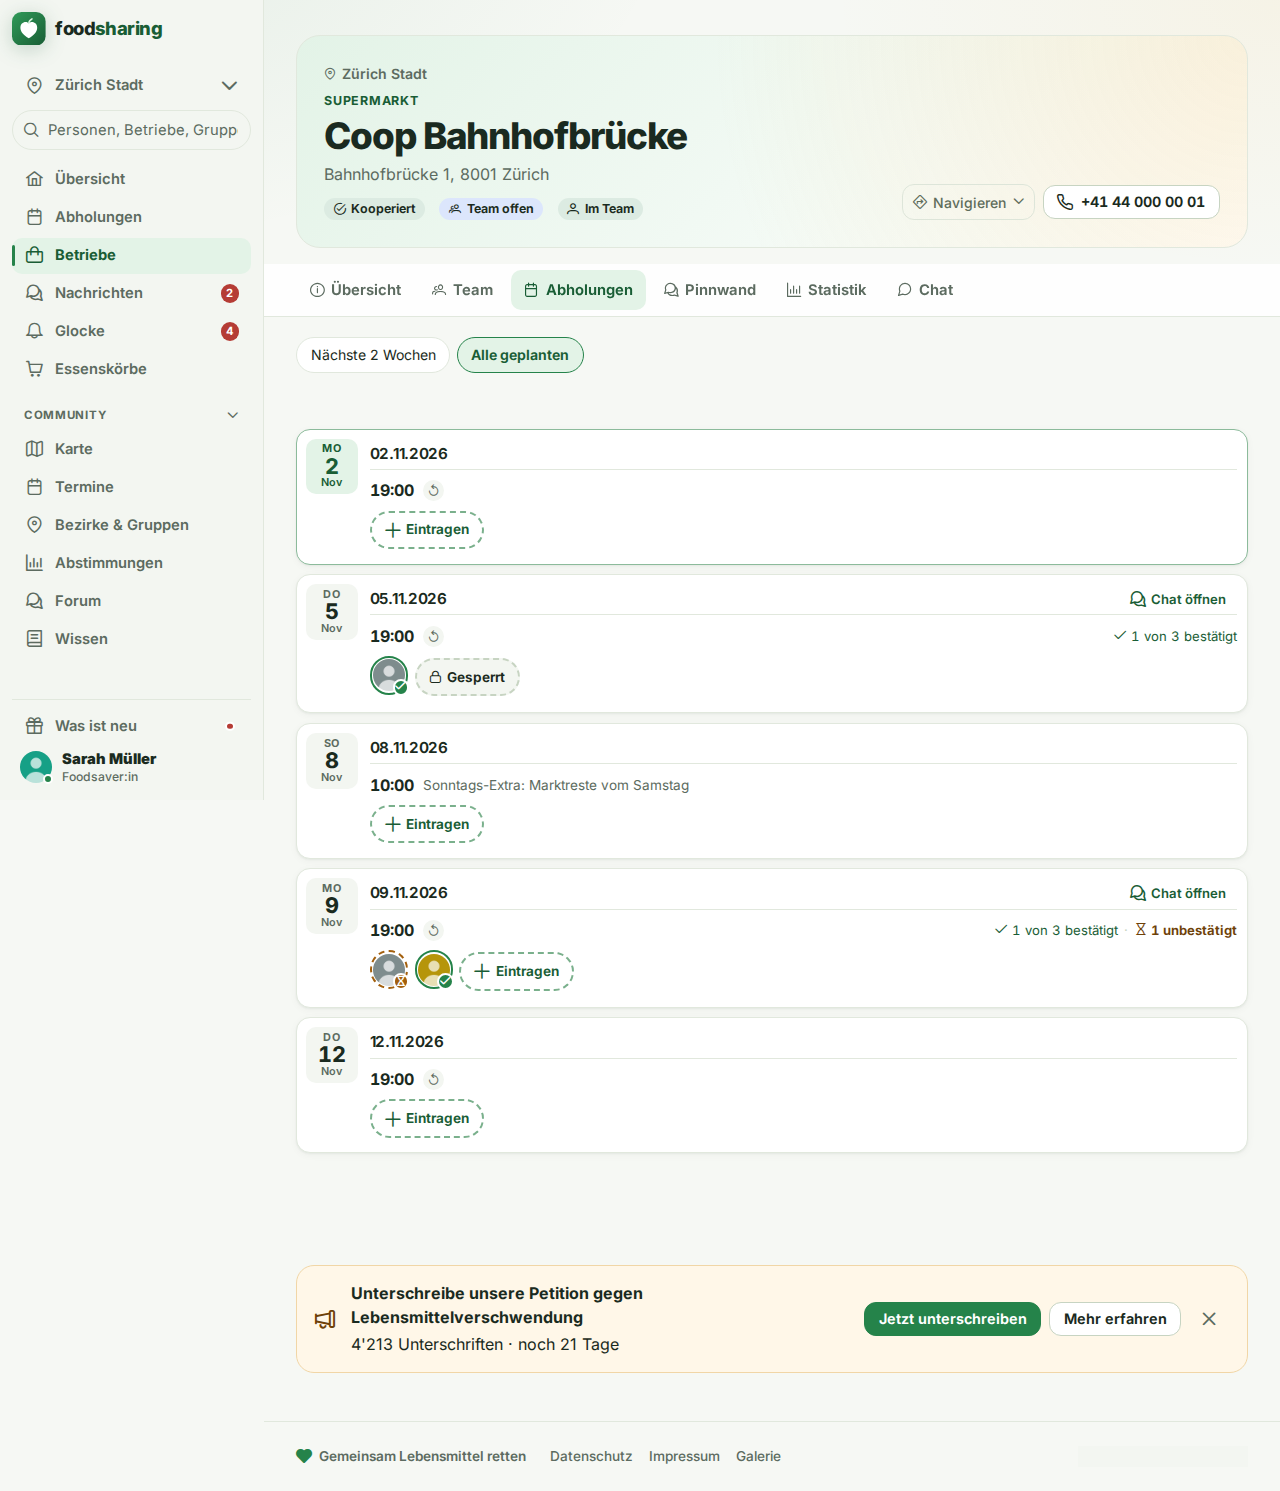 foodsharing
Zürich Stadt
Personen, Betriebe, Grupp
Übersicht
Abholungen
Betriebe
Nachrichten 2
Glocke 4
Essenskörbe
COMMUNITY
Karte
Termine
Bezirke & Gruppen
Abstimmungen
Forum
Wissen
Was ist neu
Sarah Müller
Foodsaver:in
Zürich Stadt
SUPERMARKT
Coop Bahnhofbrücke
Bahnhofbrücke 1, 8001 Zürich
Kooperiert Team offen Im Team
Navigieren +41 44 000 00 01
Übersicht Team Abholungen Pinnwand Statistik Chat
Nächste 2 Wochen Alle geplanten
MO
2
Nov
02.11.2026
19:00
Eintragen
DO
5
Nov
05.11.2026 Chat öffnen
19:00 1 von 3 bestätigt
Gesperrt
SO
8
Nov
08.11.2026
10:00 Sonntags-Extra: Marktreste vom Samstag
Eintragen
MO
9
Nov
09.11.2026 Chat öffnen
19:00 1 von 3 bestätigt · 1 unbestätigt
Eintragen
DO
12
Nov
12.11.2026
19:00
Eintragen
Unterschreibe unsere Petition gegen
Lebensmittelverschwendung
4'213 Unterschriften · noch 21 Tage
Jetzt unterschreiben Mehr erfahren
Gemeinsam Lebensmittel retten Datenschutz Impressum Galerie